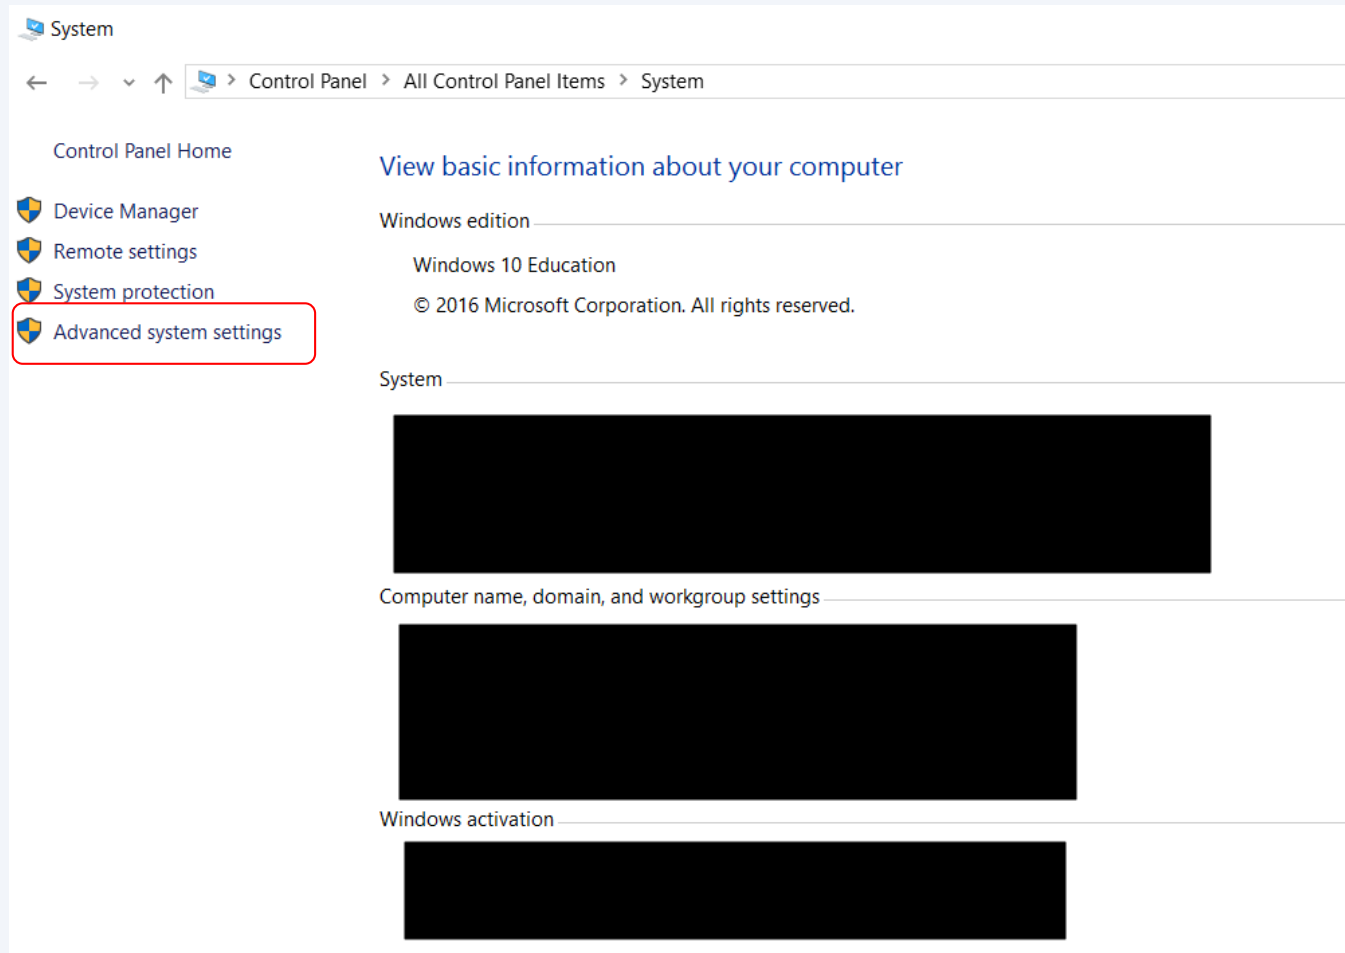 System
Control Panel > All Control Panel Items > System
Control Panel Home
Device Manager
Remote settings
System protection
Advanced system settings
View basic information about your computer
Windows edition
Windows 10 Education
© 2016 Microsoft Corporation. All rights reserved.
System
Computer name, domain, and workgroup settings
Windows activation